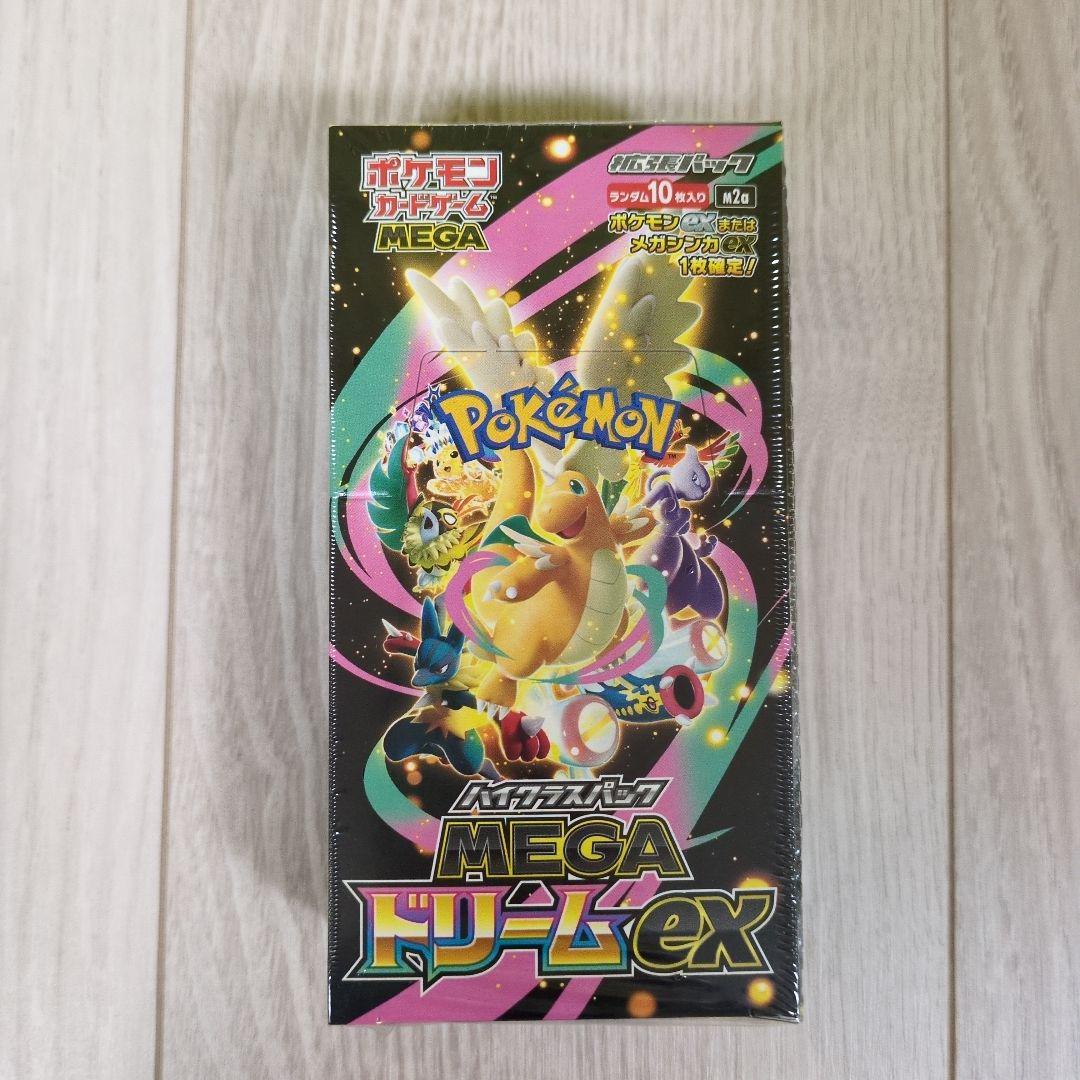 ポケモン
カードゲーム™
MEGA
拡張パック
ランダム10枚入り M2a
ポケモンexまたは
メガシンカex
1枚確定!
POKéMON™
ハイクラスパック
MEGA
ドリームex